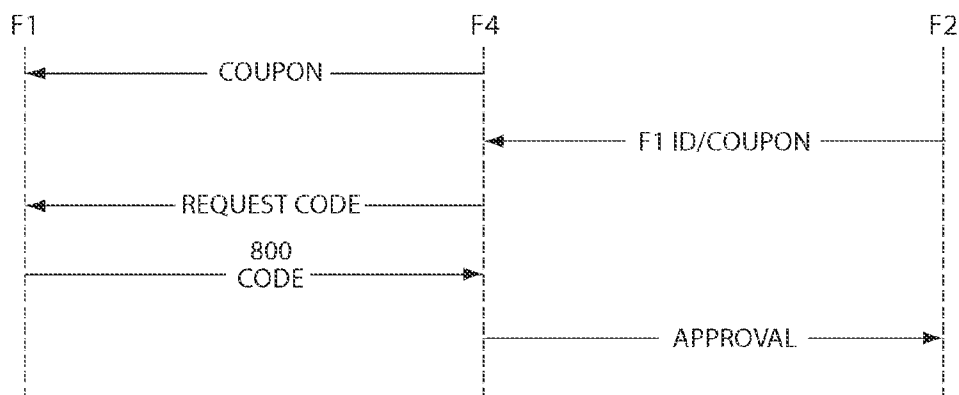 F1 F4 F2
COUPON
F1 ID/COUPON
REQUEST CODE
800
CODE
APPROVAL